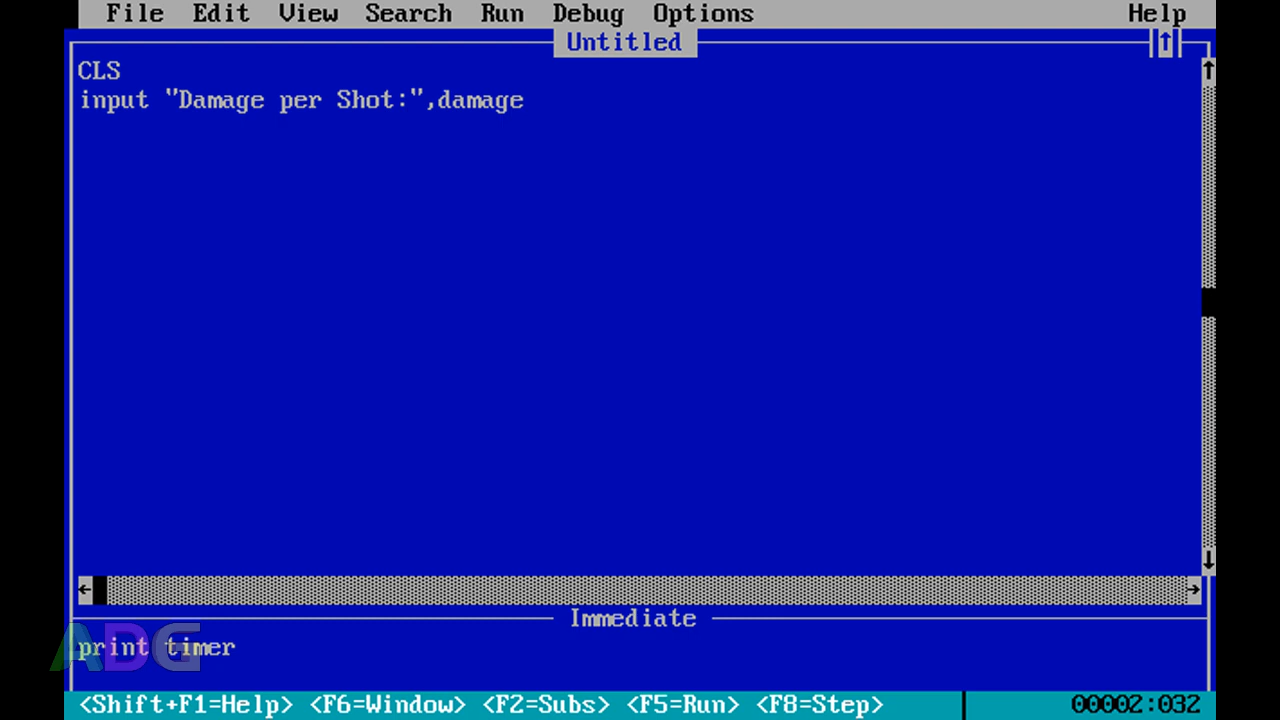 File Edit View Search Run Debug Options Help
Untitled
CLS
input "Damage per Shot:",damage
Immediate
print timer
ADG
<Shift+F1=Help> <F6=Window> <F2=Subs> <F5=Run> <F8=Step> 00002:032